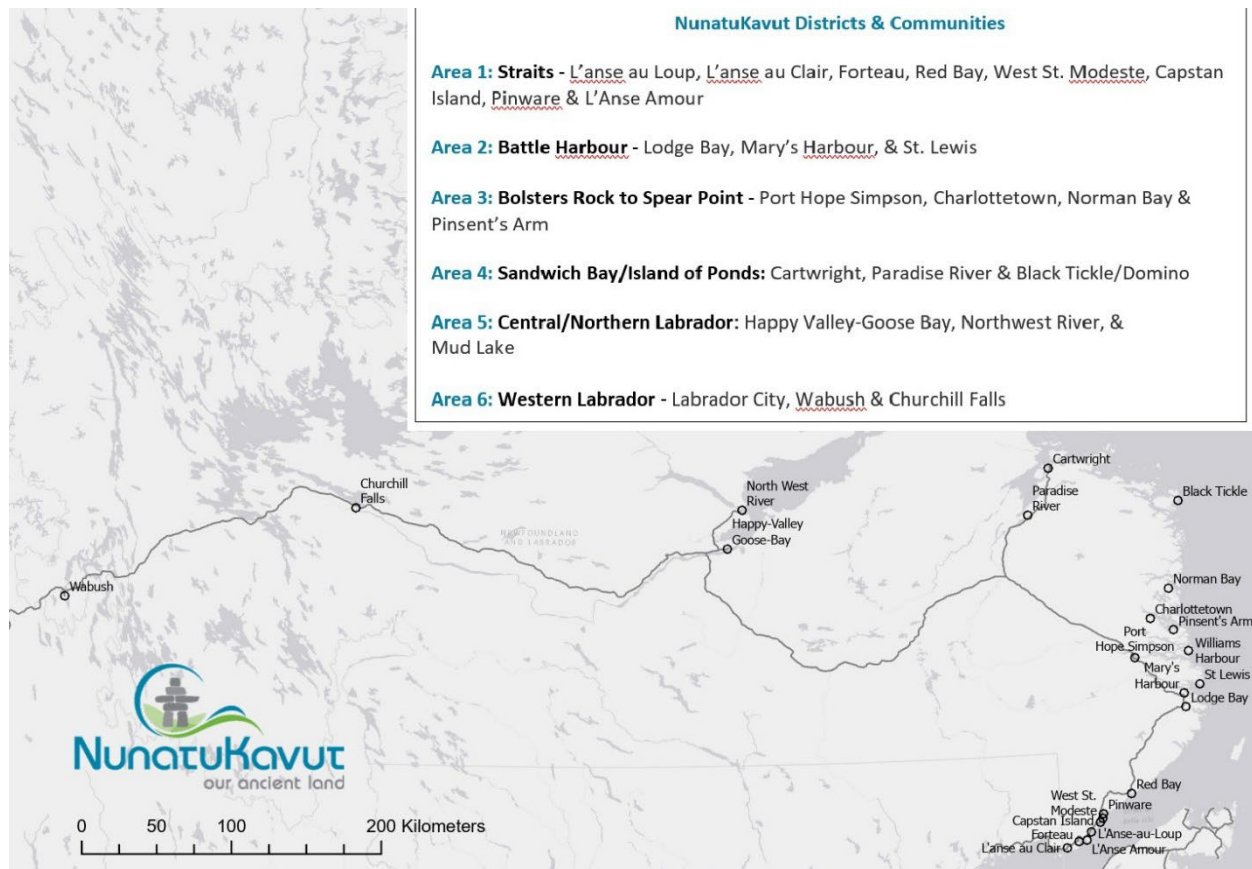 NunatuKavut Districts & Communities
Area 1: Straits - L'anse au Loup, L'anse au Clair, Forteau, Red Bay, West St. Modeste, Capstan
Island, Pinware & L'Anse Amour
Area 2: Battle Harbour - Lodge Bay, Mary's Harbour, & St. Lewis
Area 3: Bolsters Rock to Spear Point - Port Hope Simpson, Charlottetown, Norman Bay &
Pinsent's Arm
Area 4: Sandwich Bay/Island of Ponds: Cartwright, Paradise River & Black Tickle/Domino
Area 5: Central/Northern Labrador: Happy Valley-Goose Bay, Northwest River, &
Mud Lake
Area 6: Western Labrador - Labrador City, Wabush & Churchill Falls
Churchill
Falls
Wabush
NEWFOUNDLAND
AND LABRADOR
North West
River
Happy-Valley
Goose-Bay
Cartwright
Paradise
River
Black Tickle
Norman Bay
Charlottetown
Pinsent's Arm
Port
Hope Simpson
Williams
Harbour
Mary's
Harbour
St Lewis
Lodge Bay
Red Bay
West St.
Modeste
Pinware
Capstan Island
L'Anse-au-Loup
Forteau
L'Anse Amour
L'anse au Clair
NunatuKavut
our ancient land
0 50 100 200 Kilometers